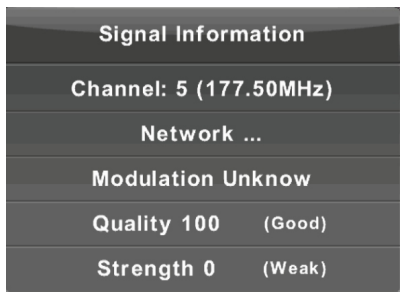 Signal Information
Channel: 5 (177.50MHz)
Network ...
Modulation Unknow
Quality 100 (Good)
Strength 0 (Weak)